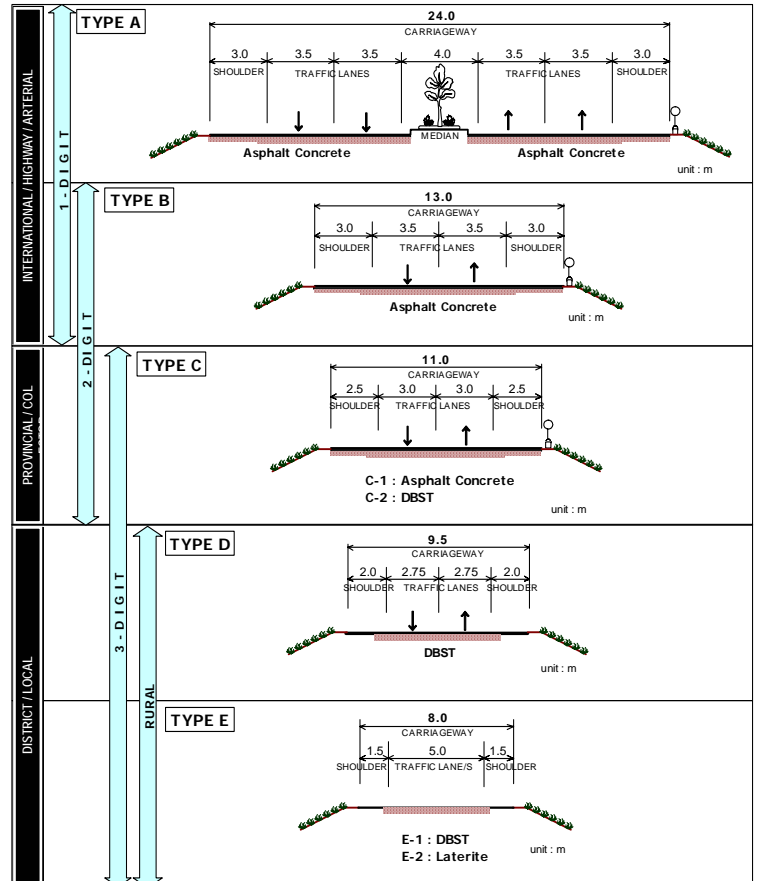 INTERNATIONAL / HIGHWAY / ARTERIAL
1 - DIGIT
TYPE A
24.0
CARRIAGEWAY
3.0 3.5 3.5 4.0 3.5 3.5 3.0
SHOULDER TRAFFIC LANES TRAFFIC LANES SHOULDER
MEDIAN
Asphalt Concrete Asphalt Concrete
unit : m
2 - DIGIT
TYPE B
13.0
CARRIAGEWAY
3.0 3.5 3.5 3.0
SHOULDER TRAFFIC LANES SHOULDER
Asphalt Concrete
unit : m
PROVINCIAL / COL
3 - DIGIT
TYPE C
11.0
CARRIAGEWAY
2.5 3.0 3.0 2.5
SHOULDER TRAFFIC LANES SHOULDER
C-1 : Asphalt Concrete
C-2 : DBST
unit : m
DISTRICT / LOCAL
RURAL
TYPE D
9.5
CARRIAGEWAY
2.0 2.75 2.75 2.0
SHOULDER TRAFFIC LANES SHOULDER
DBST
unit : m
TYPE E
8.0
CARRIAGEWAY
1.5 5.0 1.5
SHOULDER TRAFFIC LANE/S SHOULDER
E-1 : DBST
E-2 : Laterite
unit : m